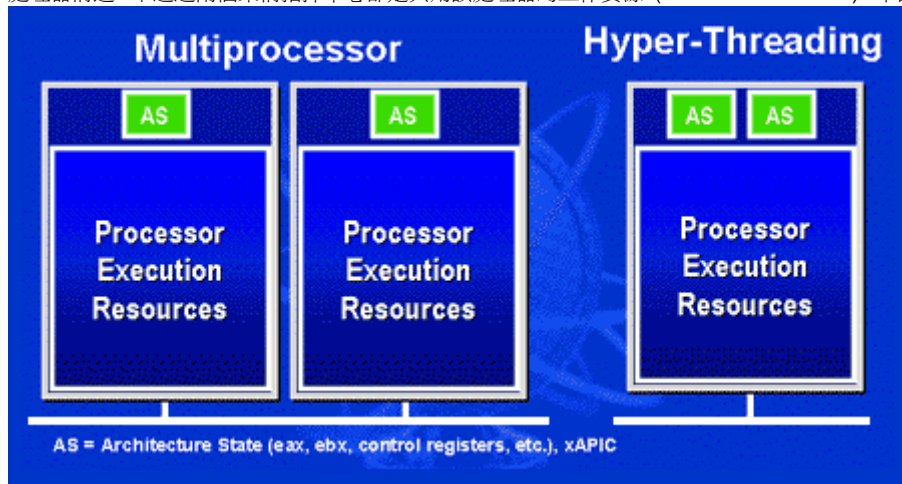 Multiprocessor
Hyper-Threading
AS
AS
AS
AS
Processor
Execution
Resources
Processor
Execution
Resources
Processor
Execution
Resources
AS = Architecture State (eax, ebx, control registers, etc.), xAPIC